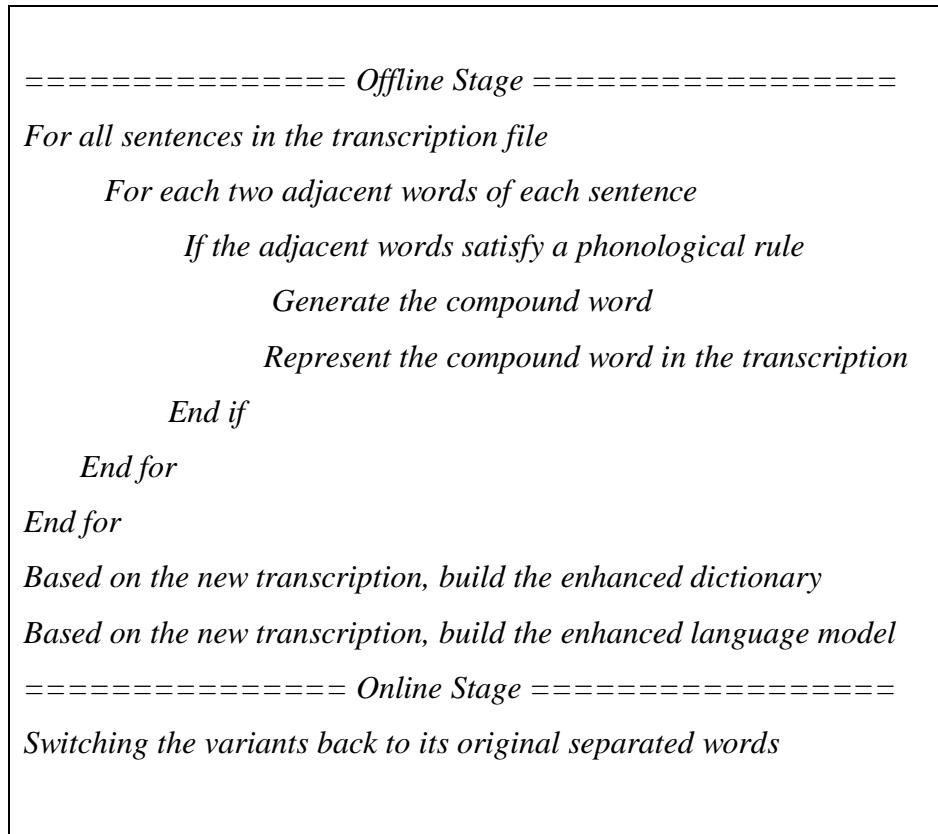 =============== Offline Stage =================
For all sentences in the transcription file
For each two adjacent words of each sentence
If the adjacent words satisfy a phonological rule
Generate the compound word
Represent the compound word in the transcription
End if
End for
End for
Based on the new transcription, build the enhanced dictionary
Based on the new transcription, build the enhanced language model
=============== Online Stage =================
Switching the variants back to its original separated words